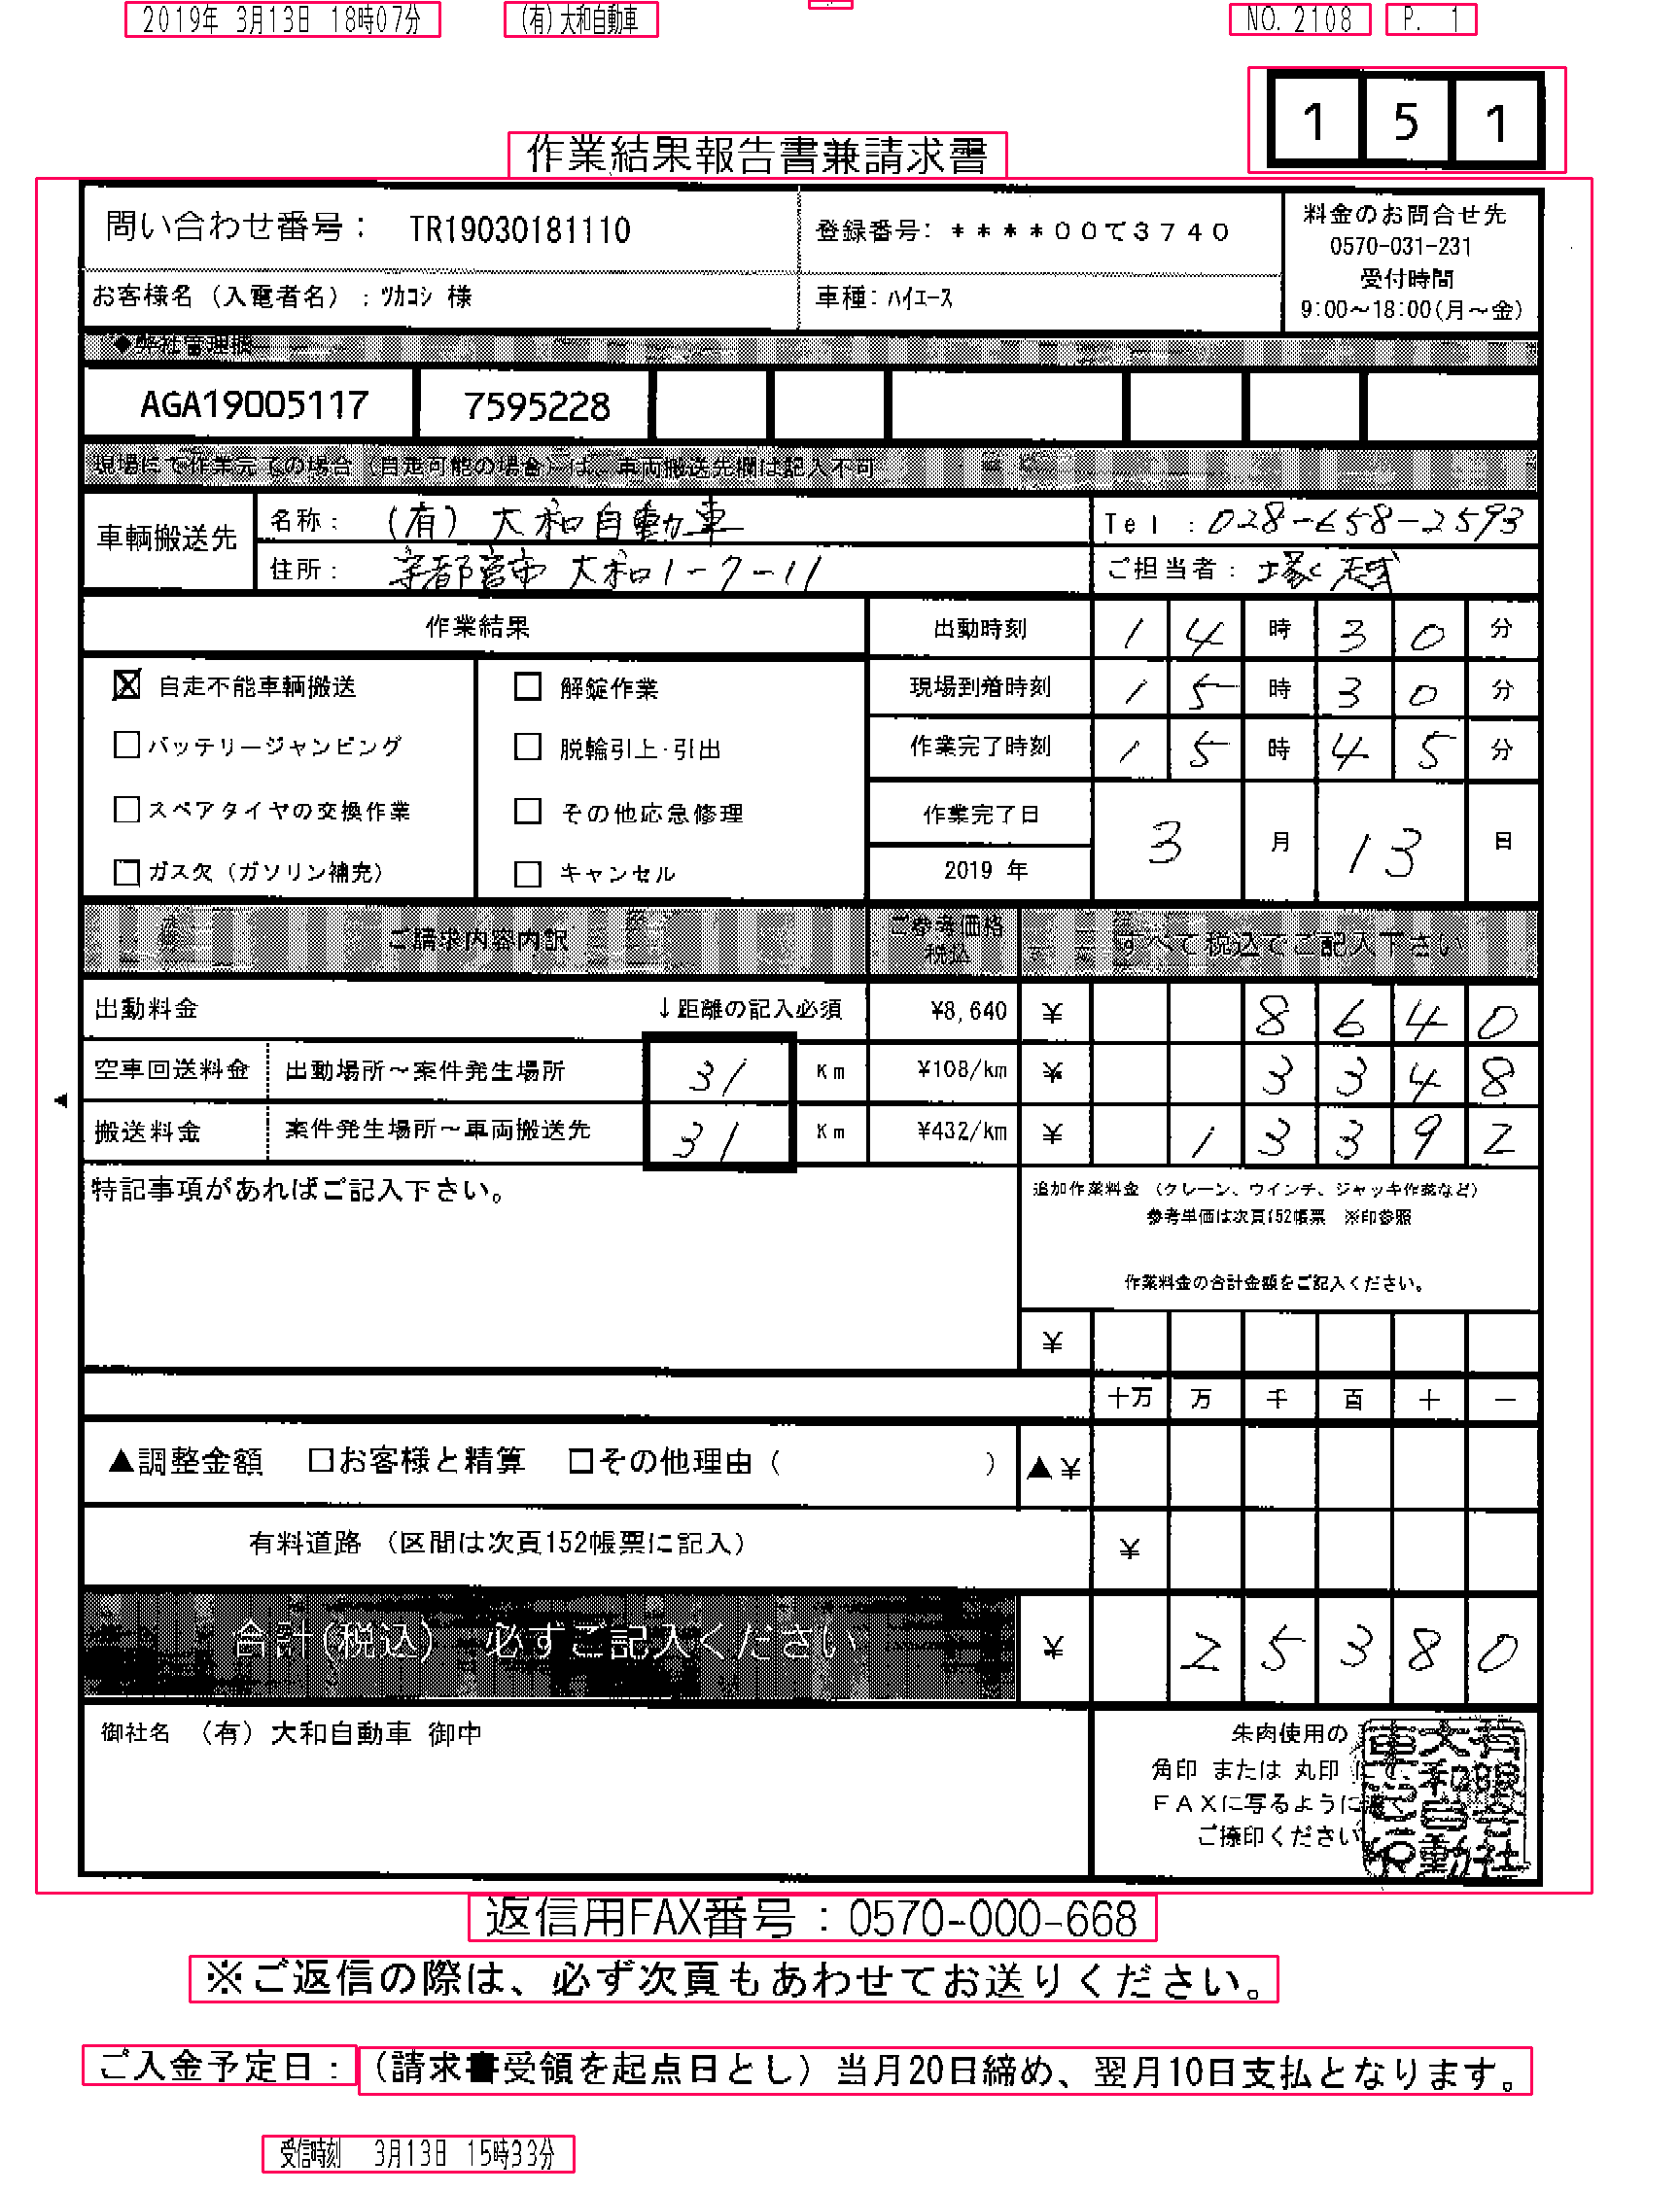 2019年 3月13日 18時07分 (有)大和自動車 NO. 2108 P. 1
1 5 1
作業結果報告書兼請求書
問い合わせ番号： TR19030181110 登録番号：＊＊＊＊００て３７４０ 料金のお問合せ先
0570-031-231
受付時間
9:00～18:00(月～金)
お客様名（入電者名）：ﾂｶｺｼ 様 車種：ﾊｲｴｰｽ
◆弊社管理欄
AGA19005117 7595228
現場にて作業完了の場合（自走可能の場合）は、車両搬送先欄は記入不可
車輌搬送先 名称： (有) 大和自動車 Tel ：028-658-2593
住所： 宇都宮市 大和1-7-11 ご担当者：塚越
作業結果 出動時刻 1 4 時 3 0 分
☒ 自走不能車輌搬送 □ 解錠作業 現場到着時刻 1 5 時 3 0 分
□ バッテリージャンピング □ 脱輪引上・引出 作業完了時刻 1 5 時 4 5 分
□ スペアタイヤの交換作業 □ その他応急修理 作業完了日 3 月 13 日
□ ガス欠（ガソリン補充） □ キャンセル 2019 年
ご請求内容内訳 ご参考価格 税込 すべて税込でご記入下さい
出動料金 ↓距離の記入必須 ¥8,640 ¥ 8 6 4 0
空車回送料金 出動場所～案件発生場所 31 Km ¥108/km ¥ 3 3 4 8
搬送料金 案件発生場所～車両搬送先 31 Km ¥432/km ¥ 1 3 3 9 2
特記事項があればご記入下さい。 追加作業料金 （クレーン、ウインチ、ジャッキ作業など）
参考単価は次頁152帳票 ※印参照
作業料金の合計金額をご記入ください。
¥
十万 万 千 百 十 一
▲調整金額 □お客様と精算 □その他理由（ ） ▲¥
有料道路 （区間は次頁152帳票に記入） ¥
合計(税込) 必ずご記入ください ¥ 2 5 3 8 0
御社名 （有）大和自動車 御中 朱肉使用の
角印 または 丸印 にて、
ＦＡＸに写るように濃く
ご捺印ください
返信用FAX番号：0570-000-668
※ご返信の際は、必ず次頁もあわせてお送りください。
ご入金予定日： （請求書受領を起点日とし）当月20日締め、翌月10日支払となります。
受信時刻 3月13日 15時33分